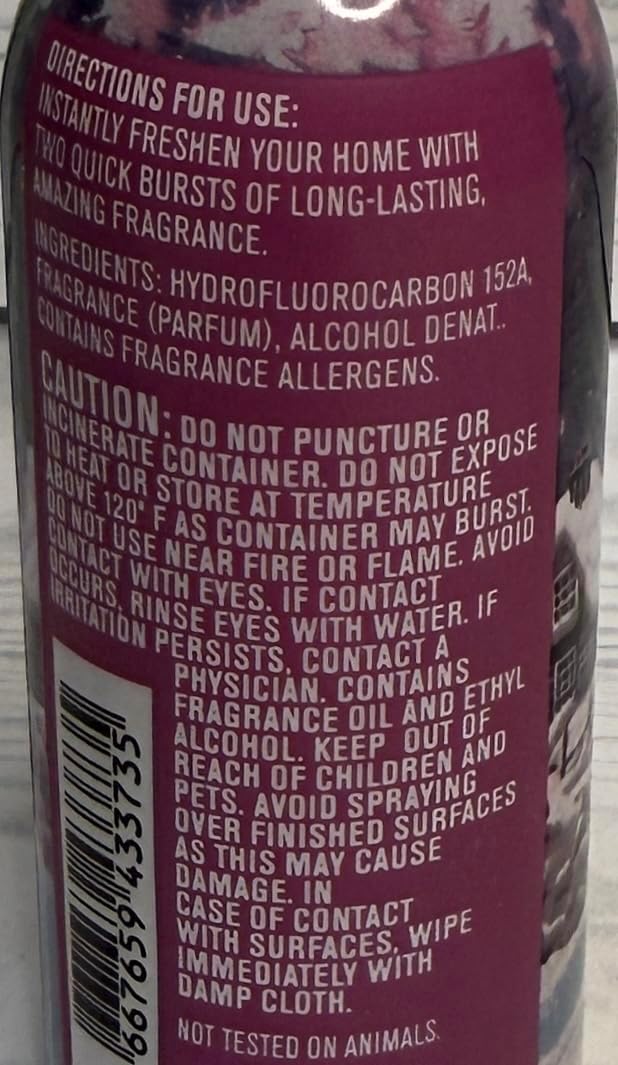 DIRECTIONS FOR USE:
INSTANTLY FRESHEN YOUR HOME WITH
TWO QUICK BURSTS OF LONG-LASTING,
AMAZING FRAGRANCE.
INGREDIENTS: HYDROFLUOROCARBON 152A,
FRAGRANCE (PARFUM), ALCOHOL DENAT..
CONTAINS FRAGRANCE ALLERGENS.
CAUTION: DO NOT PUNCTURE OR
INCINERATE CONTAINER. DO NOT EXPOSE
TO HEAT OR STORE AT TEMPERATURE
ABOVE 120° F AS CONTAINER MAY BURST.
DO NOT USE NEAR FIRE OR FLAME. AVOID
CONTACT WITH EYES. IF CONTACT
OCCURS, RINSE EYES WITH WATER. IF
IRRITATION PERSISTS, CONTACT A
PHYSICIAN. CONTAINS
FRAGRANCE OIL AND ETHYL
ALCOHOL. KEEP OUT OF
REACH OF CHILDREN AND
PETS. AVOID SPRAYING
OVER FINISHED SURFACES
AS THIS MAY CAUSE
DAMAGE. IN
CASE OF CONTACT
WITH SURFACES, WIPE
IMMEDIATELY WITH
DAMP CLOTH.
NOT TESTED ON ANIMALS.
667659 433735